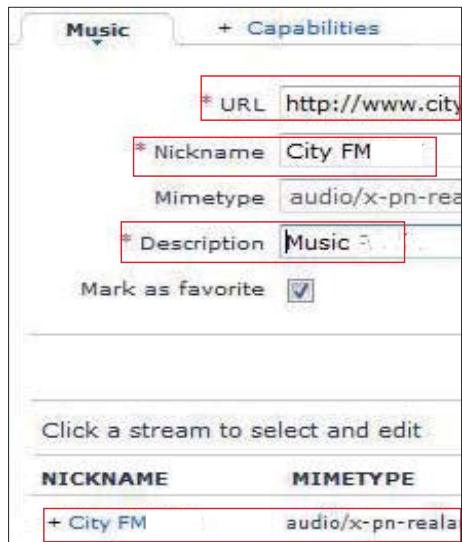 Music + Capabilities
* URL http://www.city
* Nickname City FM
Mimetype audio/x-pn-rea
* Description Music
Mark as favorite
Click a stream to select and edit
NICKNAME MIMETYPE
+ City FM audio/x-pn-reala